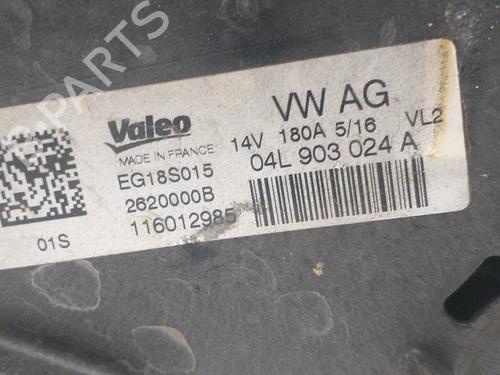 Valeo
MADE IN FRANCE
EG18S015
2620000B
116012985
01S
VW AG
14V 180A 5/16 VL2
04L 903 024 A
B-PARTS